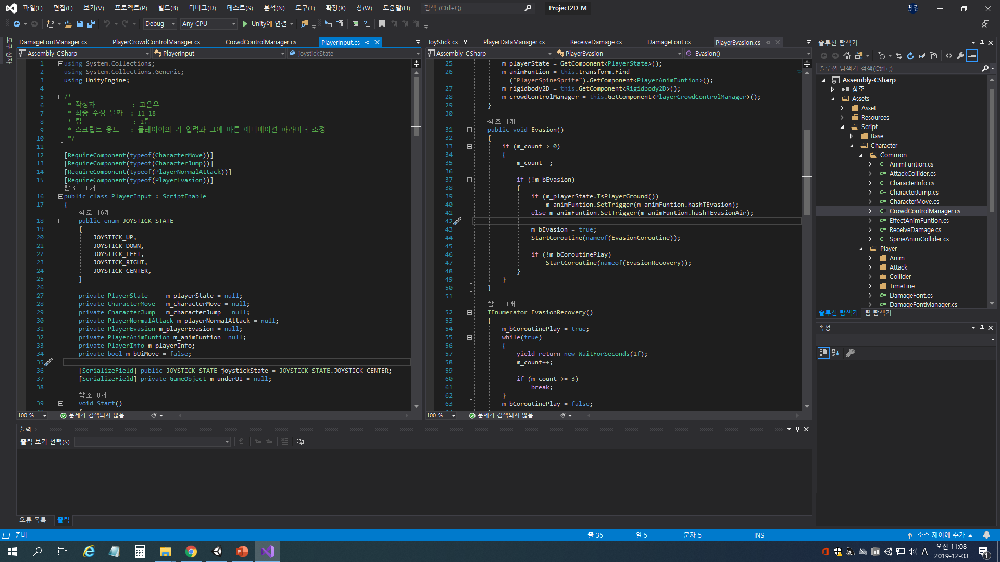 파일(F) 편집(E) 보기(V) 프로젝트(P) 빌드(B) 디버그(D) 테스트(S) 분석(N) 도구(T) 확장(X) 창(W) 도움말(H) 검색 (Ctrl+Q) Project2D_M
Debug Any CPU Unity에 연결
도구 상자
DamageFontManager.cs PlayerCrowdControlManager.cs CrowdControlManager.cs PlayerInput.cs
Assembly-CSharp PlayerInput joystickState
1 using System.Collections;
2 using System.Collections.Generic;
3 using UnityEngine;
4
5 /*
6 * 작성자 : 고은우
7 * 최종 수정 날짜 : 11_18
8 * 팀 : 1팀
9 * 스크립트 용도 : 플레이어의 키 입력과 그에 따른 애니메이션 파라미터 조정
10 */
11
12 [RequireComponent(typeof(CharacterMove))]
13 [RequireComponent(typeof(CharacterJump))]
14 [RequireComponent(typeof(PlayerNormalAttack))]
15 [RequireComponent(typeof(PlayerEvasion))]
참조 20개
16 public class PlayerInput : ScriptEnable
17 {
참조 16개
18 public enum JOYSTICK_STATE
19 {
20 JOYSTICK_UP,
21 JOYSTICK_DOWN,
22 JOYSTICK_LEFT,
23 JOYSTICK_RIGHT,
24 JOYSTICK_CENTER,
25 }
26
27 private PlayerState m_playerState = null;
28 private CharacterMove m_characterMove = null;
29 private CharacterJump m_characterJump = null;
30 private PlayerNormalAttack m_playerNormalAttack = null;
31 private PlayerEvasion m_playerEvasion = null;
32 private PlayerAnimFuntion m_animFuntion= null;
33 private PlayerInfo m_playerInfo;
34 private bool m_bUiMove = false;
35
36 [SerializeField] public JOYSTICK_STATE joystickState = JOYSTICK_STATE.JOYSTICK_CENTER;
37 [SerializeField] private GameObject m_underUI = null;
38
참조 0개
39 void Start()
100 % 문제가 검색되지 않음
JoyStick.cs PlayerDataManager.cs ReceiveDamage.cs DamageFont.cs PlayerEvasion.cs
Assembly-CSharp PlayerEvasion Evasion()
25 m_playerState = GetComponent<PlayerState>();
26 m_animFuntion = this.transform.Find
("PlayerSpineSprite").GetComponent<PlayerAnimFuntion>();
27 m_rigidbody2D = this.GetComponent<Rigidbody2D>();
28 m_crowdControlManager = this.GetComponent<PlayerCrowdControlManager>();
29 }
30
참조 1개
31 public void Evasion()
32 {
33 if (m_count > 0)
34 {
35 m_count--;
36
37 if (!m_bEvasion)
38 {
39 if (m_playerState.IsPlayerGround())
40 m_animFuntion.SetTrigger(m_animFuntion.hashTEvasion);
41 else m_animFuntion.SetTrigger(m_animFuntion.hashTEvasionAir);
42
43 m_bEvasion = true;
44 StartCoroutine(nameof(EvasionCoroutine));
45
46 if (!m_bCoroutinePlay)
47 StartCoroutine(nameof(EvasionRecovery));
48 }
49 }
50 }
51
참조 1개
52 IEnumerator EvasionRecovery()
53 {
54 m_bCoroutinePlay = true;
55 while(true)
56 {
57 yield return new WaitForSeconds(1f);
58 m_count++;
59
60 if (m_count >= 3)
61 break;
62 }
63 m_bCoroutinePlay = false;
100 % 문제가 검색되지 않음
솔루션 탐색기
솔루션 탐색기 검색(Ctrl+;)
Assembly-CSharp
참조
Assets
Asset
Resources
Script
Base
Character
Common
C# AnimFuntion.cs
C# AttackCollider.cs
C# CharacterInfo.cs
C# CharacterJump.cs
C# CharacterMove.cs
C# CrowdControlManager.cs
C# EffectAnimFuntion.cs
C# ReceiveDamage.cs
C# SpineAnimCollider.cs
Player
Anim
Attack
Collider
TimeLine
C# DamageFont.cs
C# DamageFontManager.cs
솔루션 탐색기 팀 탐색기
속성
출력
출력 보기 선택(S):
오류 목록... 출력
준비 줄 35 열 5 문자 5 INS 소스 제어에 추가
A 오전 11:08
2019-12-03
1